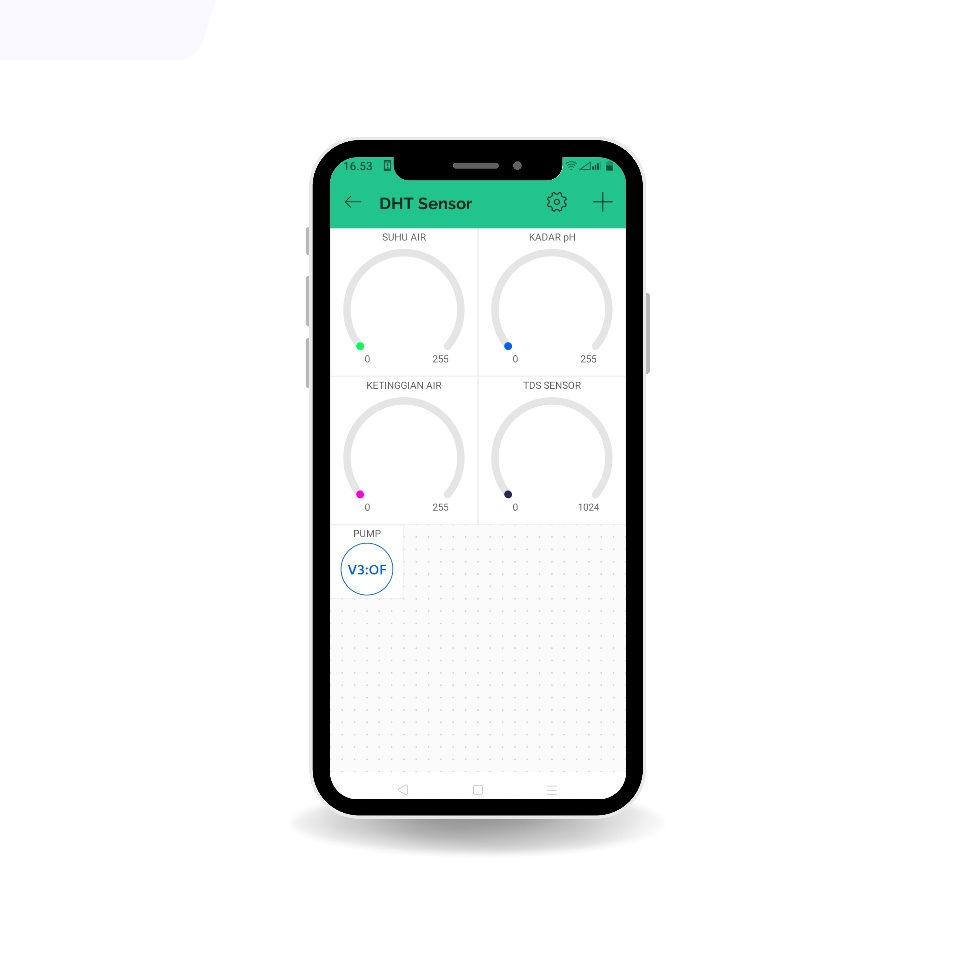 16.53
DHT Sensor
SUHU AIR
KADAR pH
0 255
0 255
KETINGGIAN AIR
TDS SENSOR
0 255
0 1024
PUMP
V3:OF